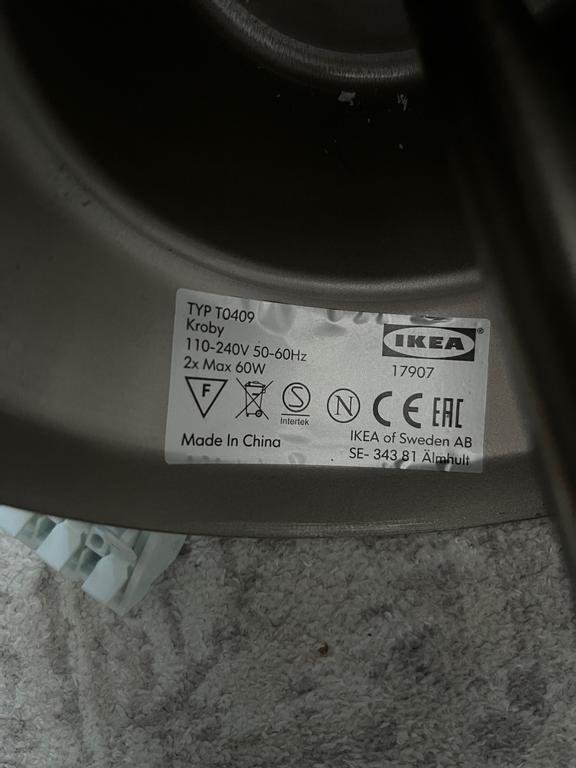 TYP T0409
Kroby
110-240V 50-60Hz
2x Max 60W
IKEA®
17907
F
S
Intertek
N
CE
EAC
Made In China
IKEA of Sweden AB
SE- 343 81 Älmhult